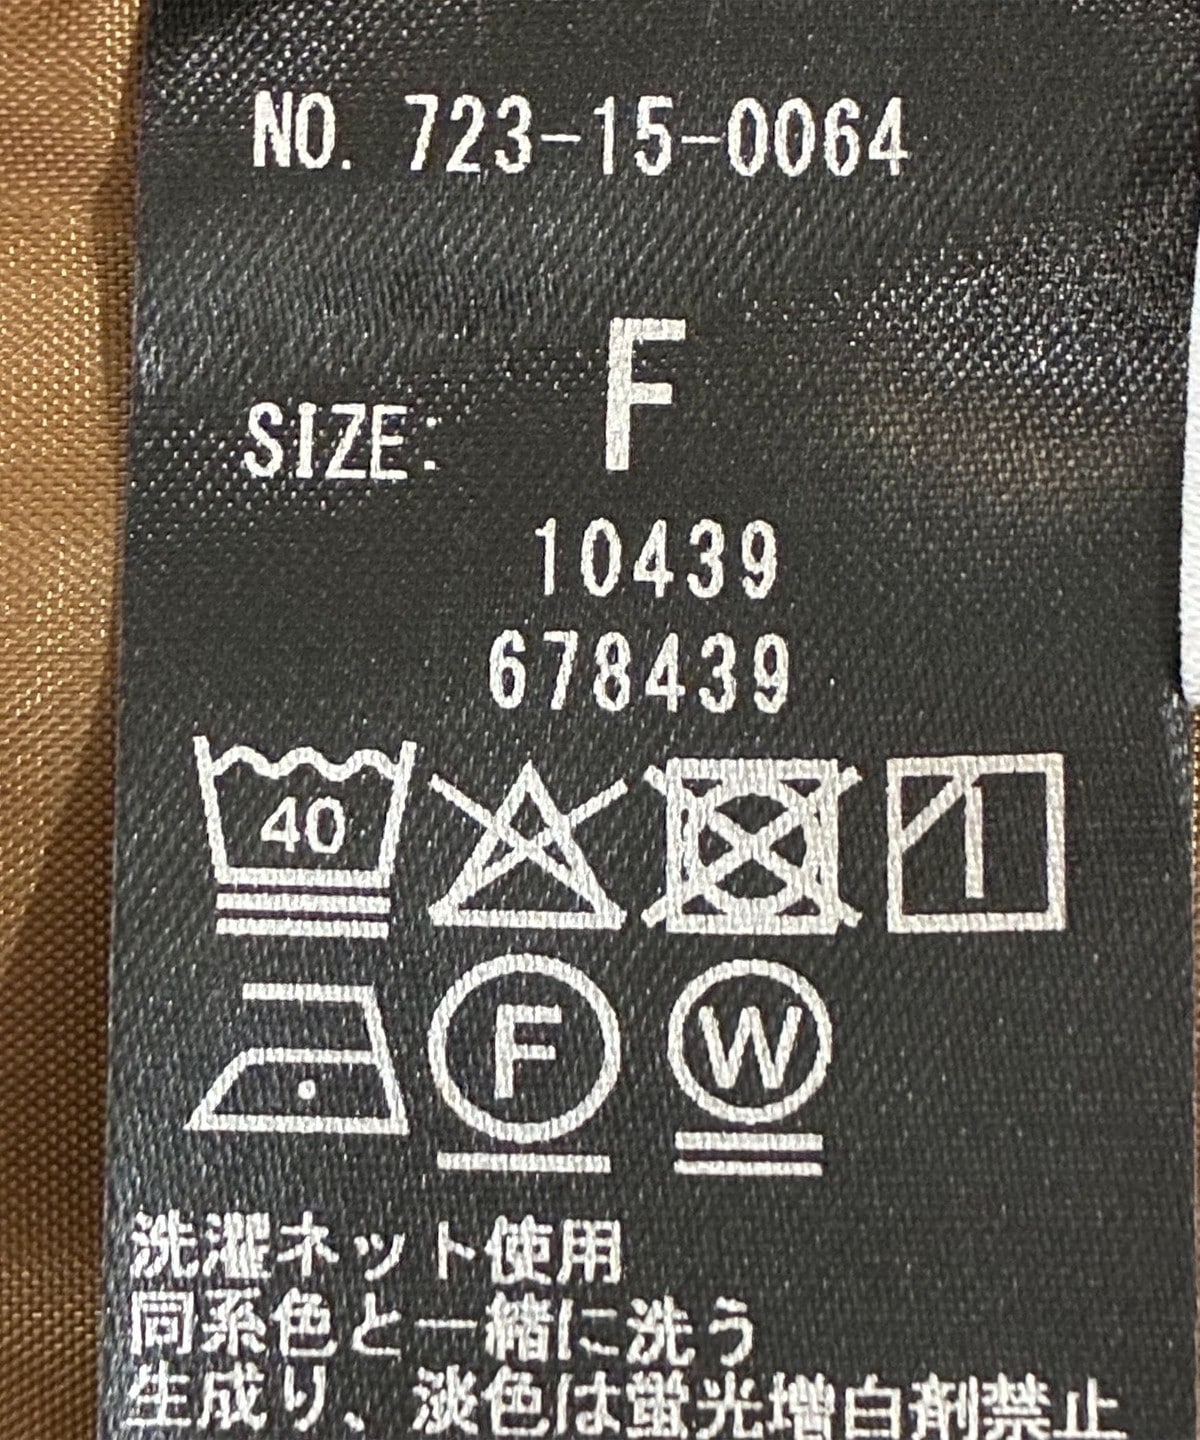 NO. 723-15-0064
SIZE: F
10439
678439
40
F W
洗濯ネット使用
同系色と一緒に洗う
生成り、淡色は蛍光増白剤禁止